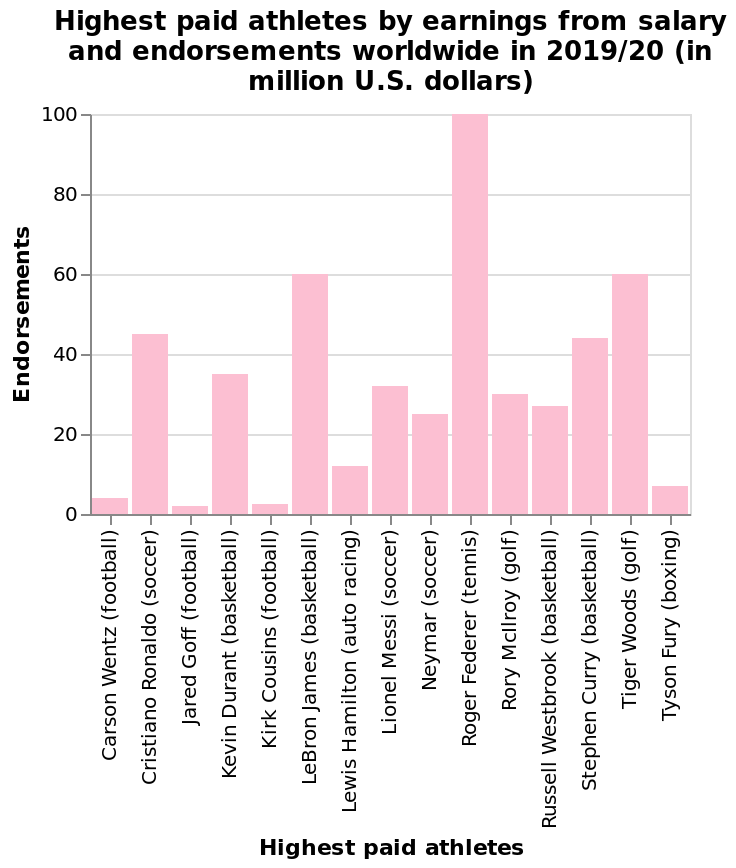 Highest paid athletes by earnings from salary
and endorsements worldwide in 2019/20 (in
million U.S. dollars)
Endorsements
100
80
60
40
20
0
Carson Wentz (football)
Cristiano Ronaldo (soccer)
Jared Goff (football)
Kevin Durant (basketball)
Kirk Cousins (football)
LeBron James (basketball)
Lewis Hamilton (auto racing)
Lionel Messi (soccer)
Neymar (soccer)
Roger Federer (tennis)
Rory McIlroy (golf)
Russell Westbrook (basketball)
Stephen Curry (basketball)
Tiger Woods (golf)
Tyson Fury (boxing)
Highest paid athletes